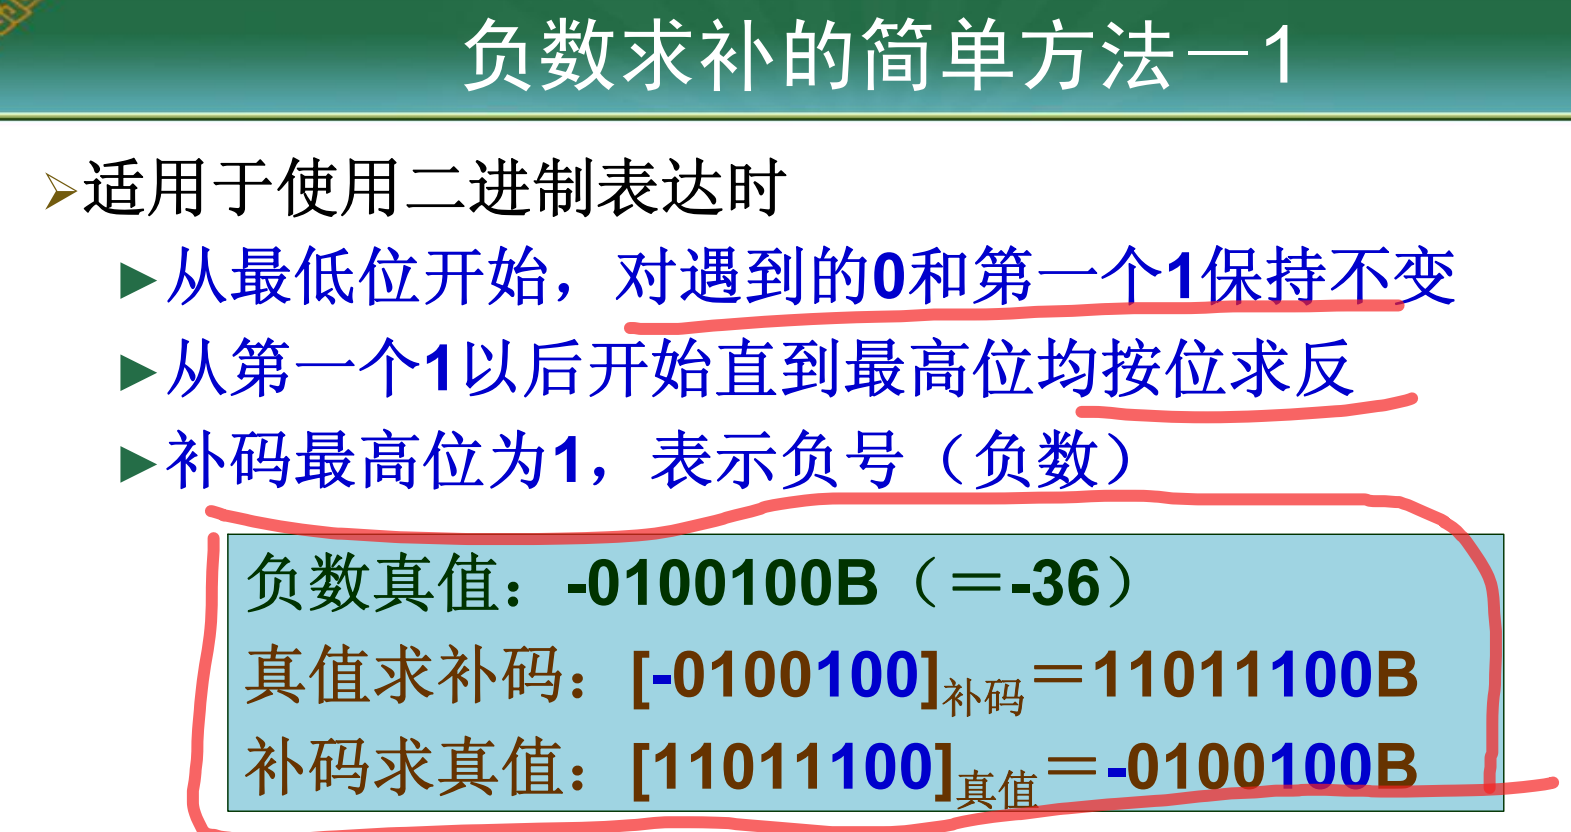 负数求补的简单方法－1
适用于使用二进制表达时
从最低位开始，对遇到的0和第一个1保持不变
从第一个1以后开始直到最高位均按位求反
补码最高位为1，表示负号（负数）
负数真值：-0100100B（＝-36）
真值求补码：[-0100100]补码＝11011100B
补码求真值：[11011100]真值＝-0100100B